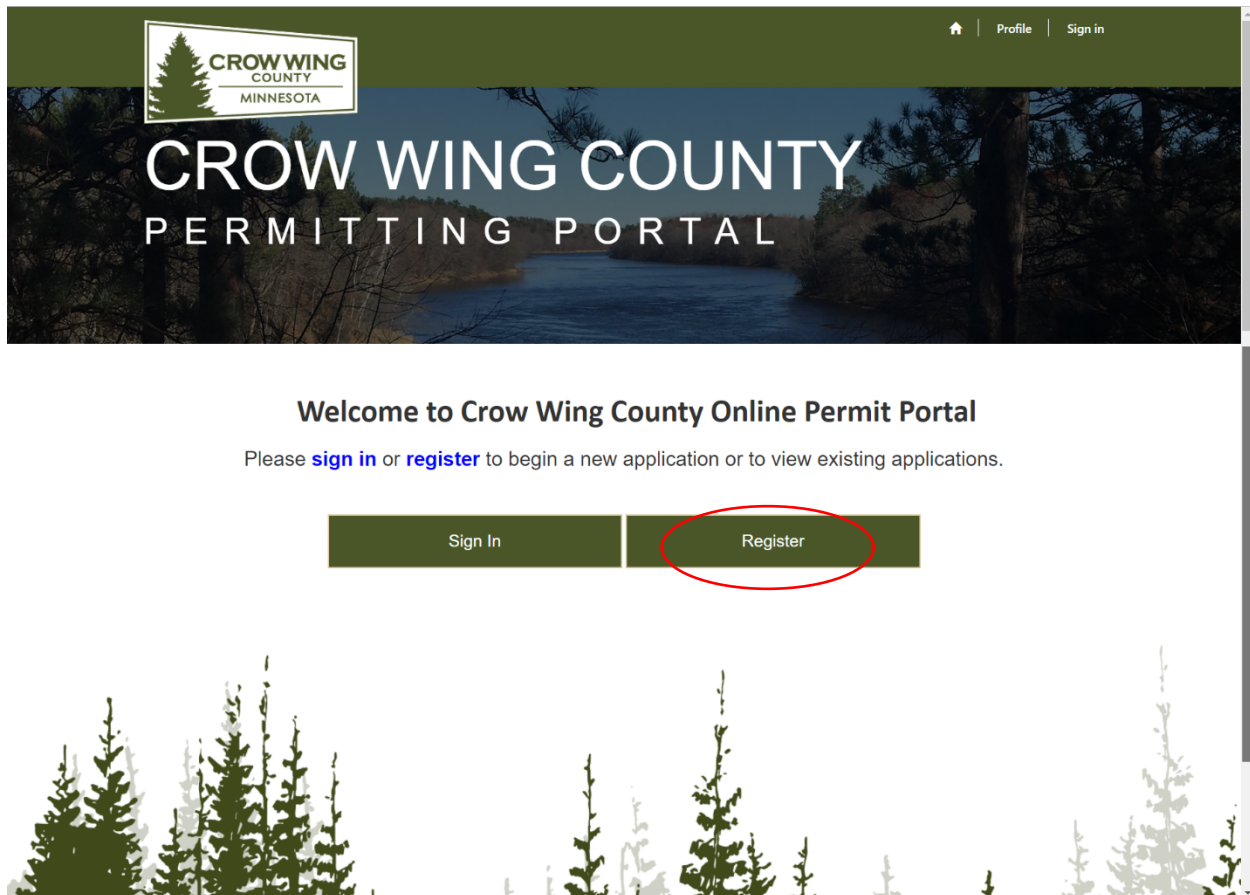 Profile
Sign in
CROW WING
COUNTY
MINNESOTA
CROW WING COUNTY
PERMITTING PORTAL
Welcome to Crow Wing County Online Permit Portal
Please sign in or register to begin a new application or to view existing applications.
Sign In
Register